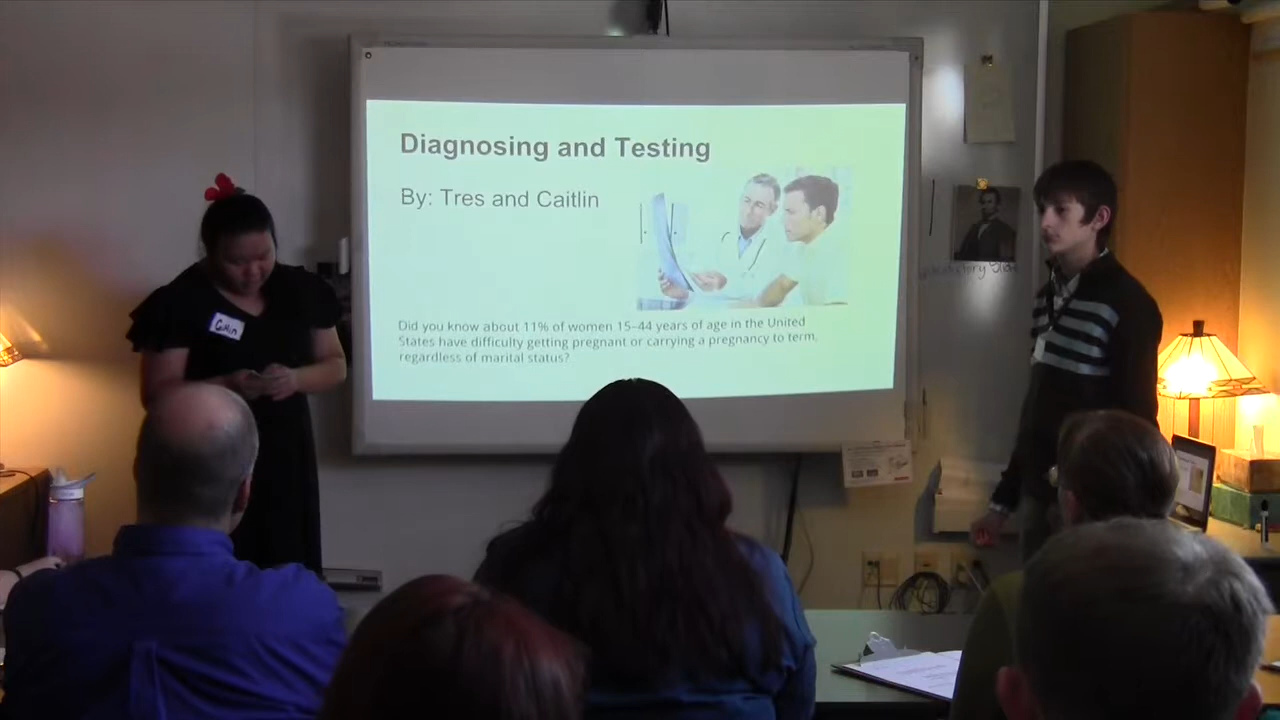 Diagnosing and Testing
By: Tres and Caitlin
Did you know about 11% of women 15–44 years of age in the United
States have difficulty getting pregnant or carrying a pregnancy to term,
regardless of marital status?